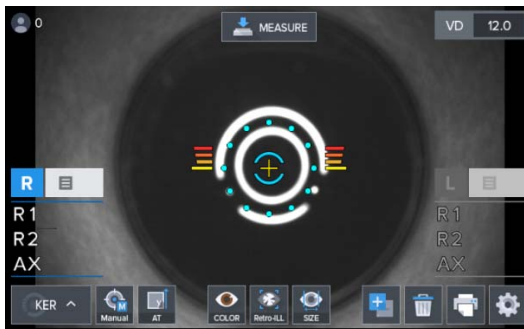 0
MEASURE
VD 12.0
R
L
R1
R2
AX
R1
R2
AX
KER
M
Manual
y
AT
COLOR
Retro-ILL
SIZE